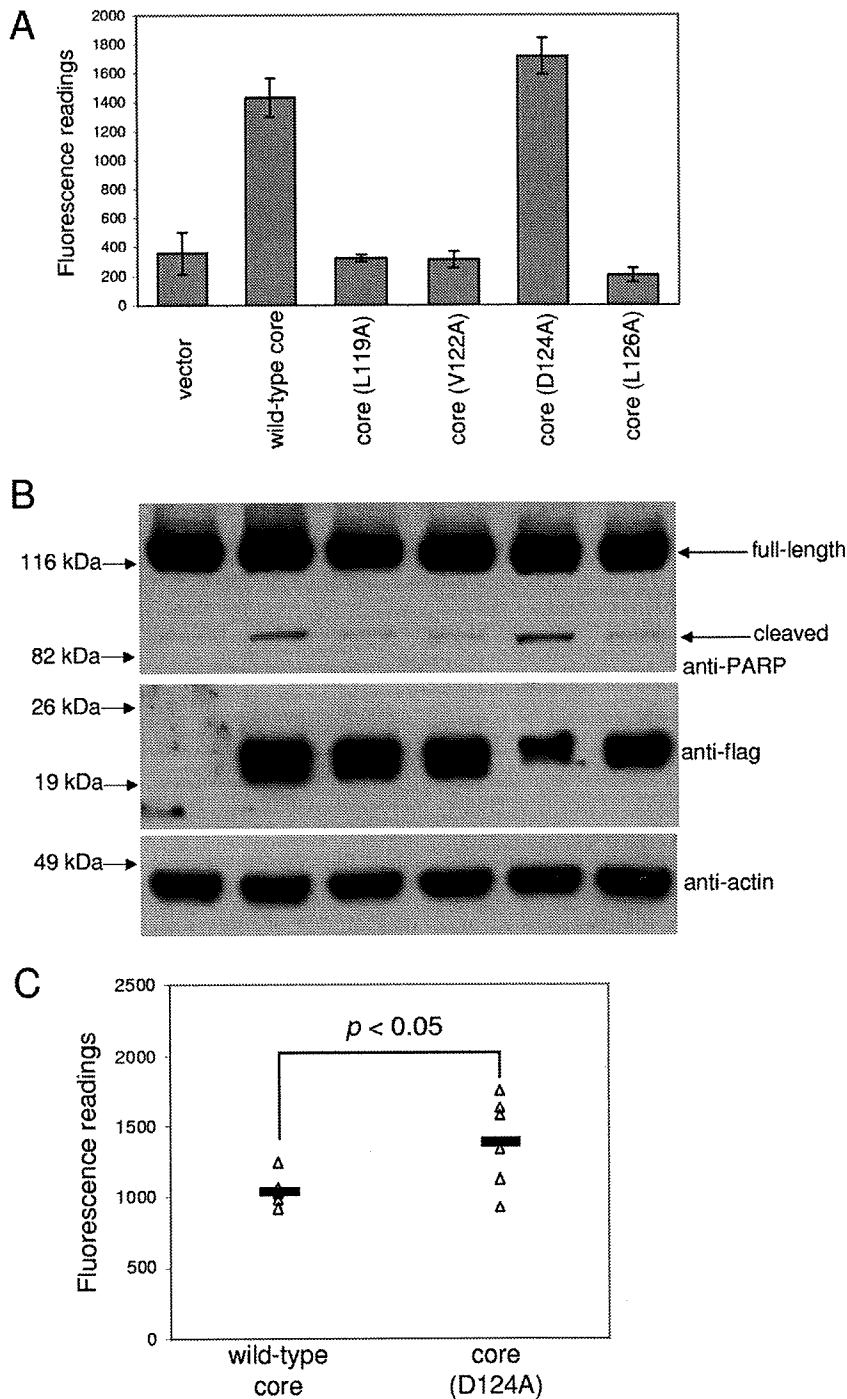 A
Fluorescence readings
2000
1800
1600
1400
1200
1000
800
600
400
200
0
vector
wild-type core
core (L119A)
core (V122A)
core (D124A)
core (L126A)
B
116 kDa
full-length
82 kDa
cleaved
anti-PARP
26 kDa
19 kDa
anti-flag
49 kDa
anti-actin
C
Fluorescence readings
2500
2000
1500
1000
500
0
p < 0.05
wild-type
core
core
(D124A)